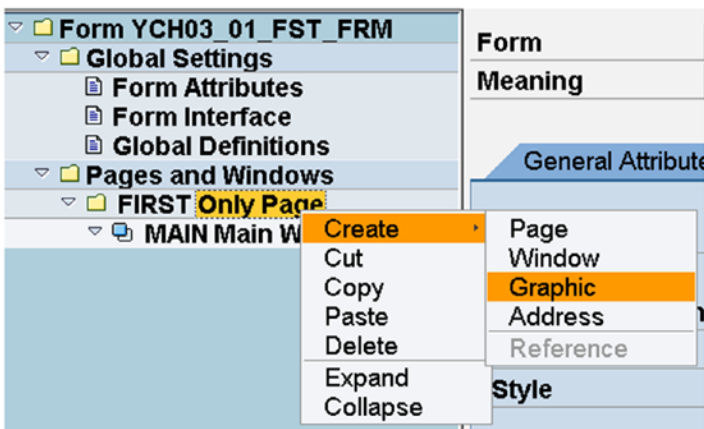 Form YCH03_01_FST_FRM
Global Settings
Form Attributes
Form Interface
Global Definitions
Pages and Windows
FIRST Only Page
MAIN Main W
Form
Meaning
General Attribute
Style
Create
Cut
Copy
Paste
Delete
Expand
Collapse
Page
Window
Graphic
Address
Reference